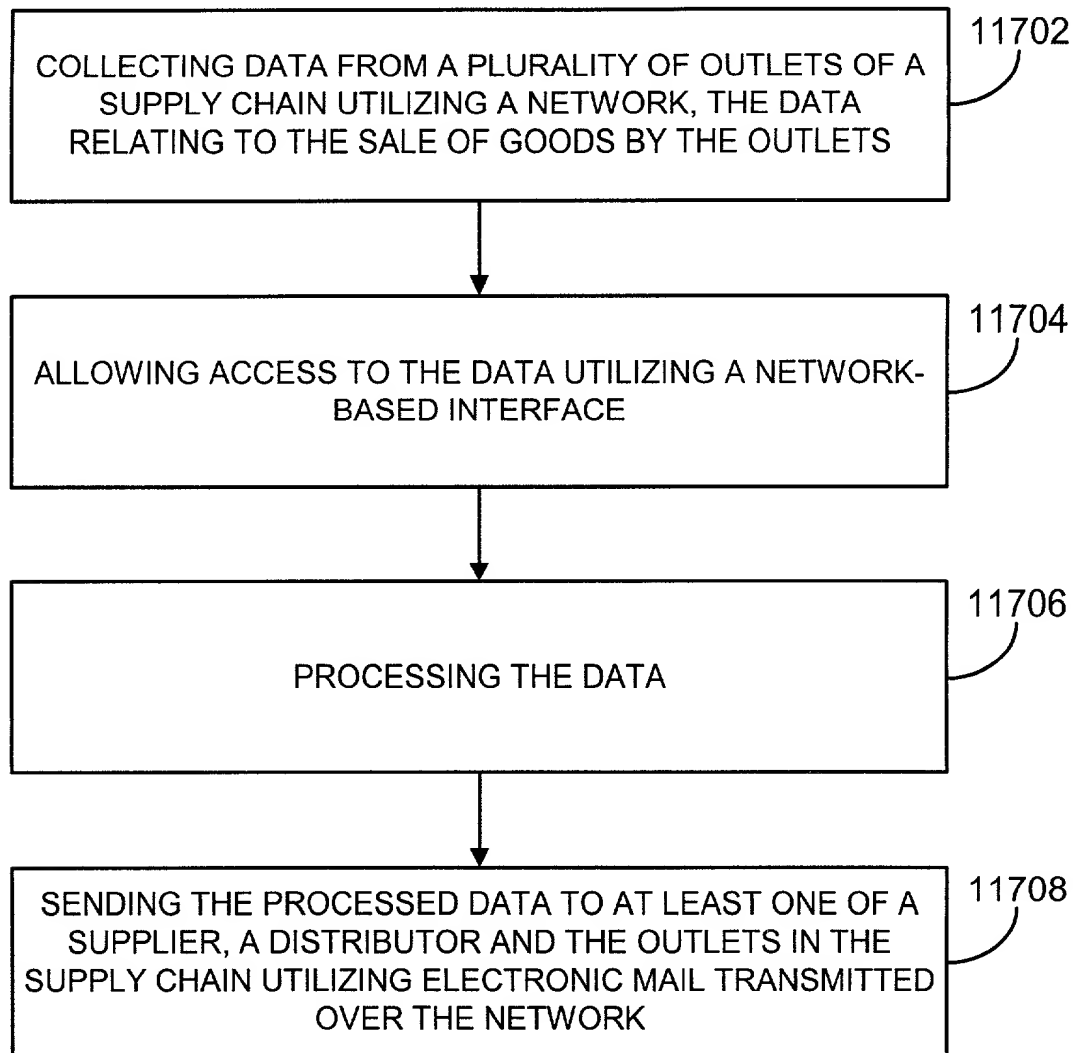 11702
COLLECTING DATA FROM A PLURALITY OF OUTLETS OF A
SUPPLY CHAIN UTILIZING A NETWORK, THE DATA
RELATING TO THE SALE OF GOODS BY THE OUTLETS
11704
ALLOWING ACCESS TO THE DATA UTILIZING A NETWORK-
BASED INTERFACE
11706
PROCESSING THE DATA
11708
SENDING THE PROCESSED DATA TO AT LEAST ONE OF A
SUPPLIER, A DISTRIBUTOR AND THE OUTLETS IN THE
SUPPLY CHAIN UTILIZING ELECTRONIC MAIL TRANSMITTED
OVER THE NETWORK